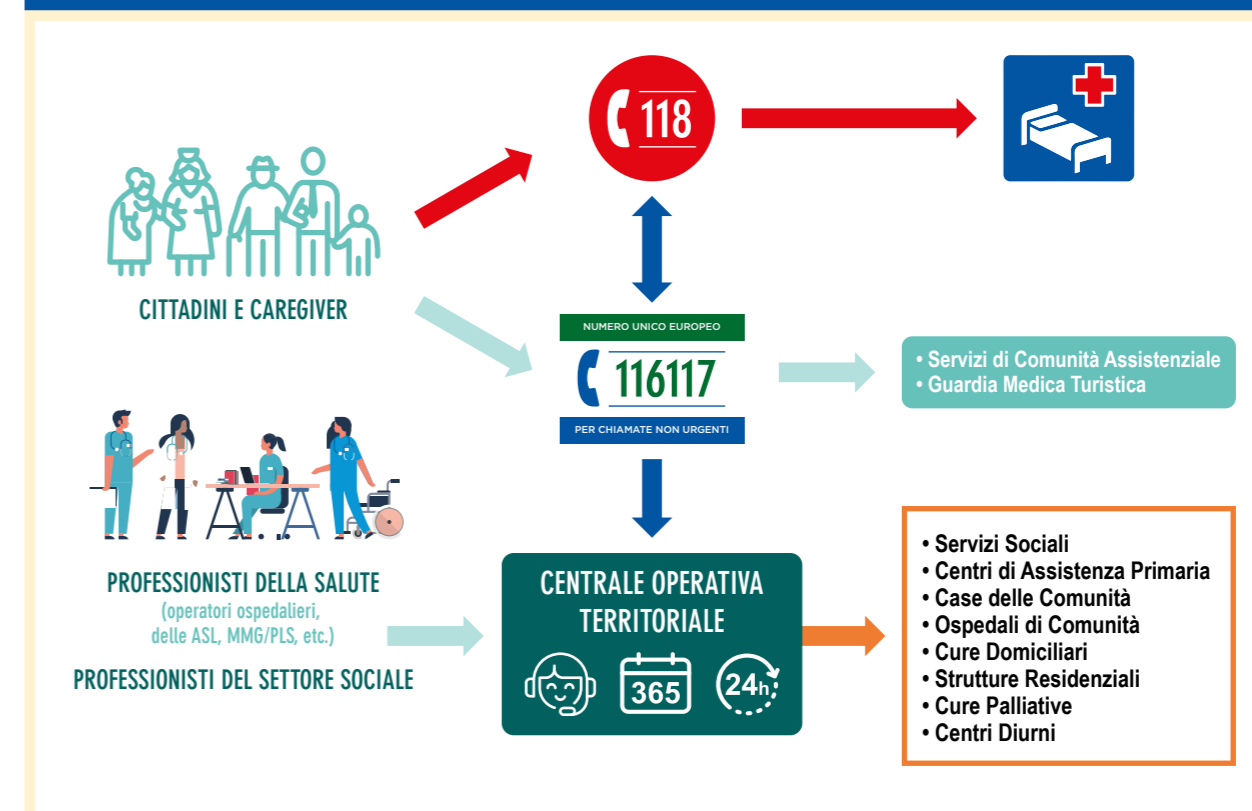 118
CITTADINI E CAREGIVER
NUMERO UNICO EUROPEO
116117
PER CHIAMATE NON URGENTI
• Servizi di Comunità Assistenziale
• Guardia Medica Turistica
PROFESSIONISTI DELLA SALUTE
(operatori ospedalieri,
delle ASL, MMG/PLS, etc.)
PROFESSIONISTI DEL SETTORE SOCIALE
CENTRALE OPERATIVA
TERRITORIALE
365
24h
• Servizi Sociali
• Centri di Assistenza Primaria
• Case delle Comunità
• Ospedali di Comunità
• Cure Domiciliari
• Strutture Residenziali
• Cure Palliative
• Centri Diurni